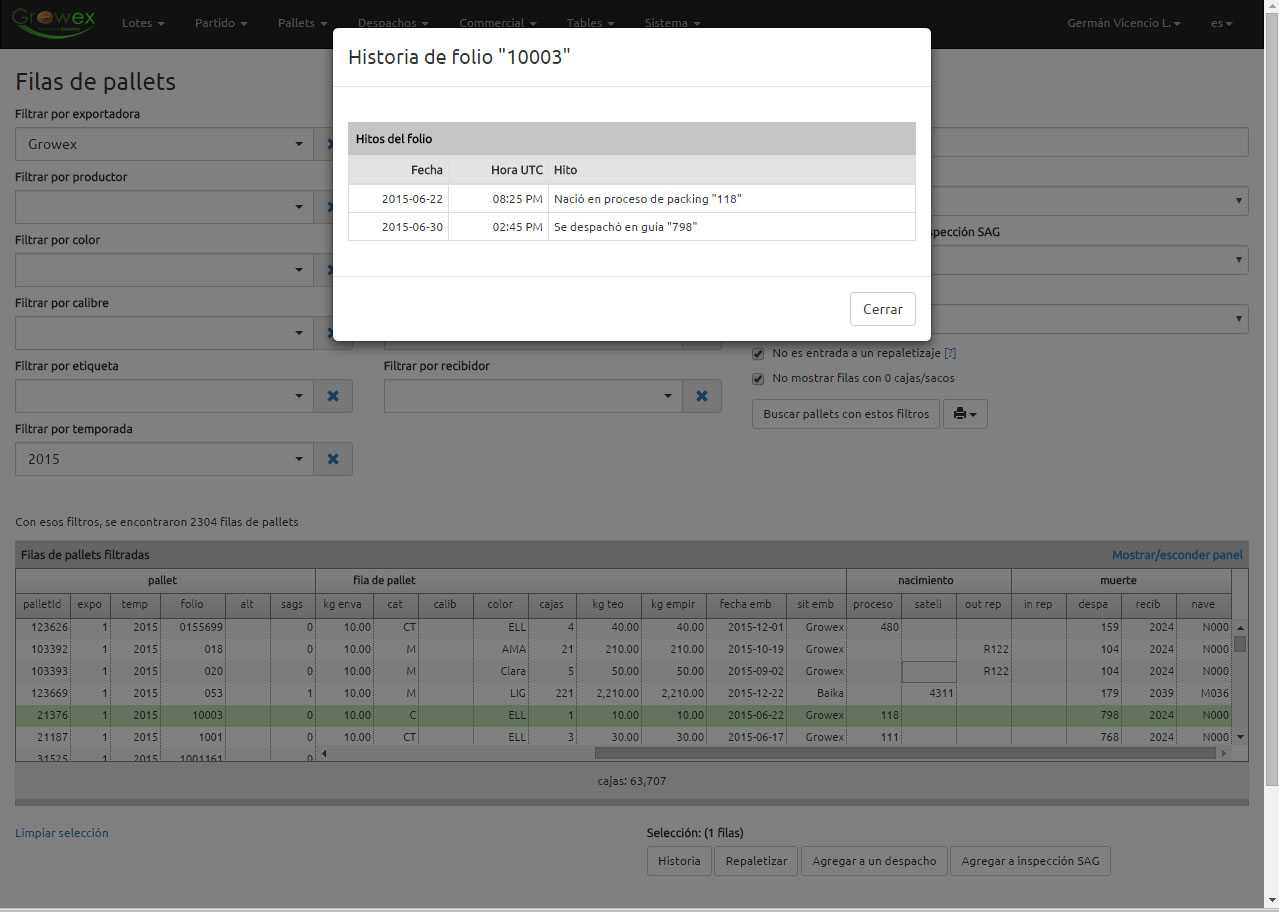 Growex Lotes Partido Pallets Despachos Commercial Tables Sistema Germán Vicencio L. es
Historia de folio "10003"
Hitos del folio
Fecha Hora UTC Hito
2015-06-22 08:25 PM Nació en proceso de packing "118"
2015-06-30 02:45 PM Se despachó en guía "798"
Cerrar
Filas de pallets
Filtrar por exportadora
Growex
Filtrar por productor
Filtrar por color
pección SAG
Filtrar por calibre
No es entrada a un repaletizaje [?]
Filtrar por etiqueta Filtrar por recibidor
No mostrar filas con 0 cajas/sacos
Buscar pallets con estos filtros
Filtrar por temporada
2015
Con esos filtros, se encontraron 2304 filas de pallets
Filas de pallets filtradas Mostrar/esconder panel
pallet fila de pallet nacimiento muerte
palletId expo temp folio alt sags kg enva cat calib color cajas kg teo kg empir fecha emb sit emb proceso sateli out rep in rep despa recib nave
123626 1 2015 0155699 0 10.00 CT ELL 4 40.00 40.00 2015-12-01 Growex 480 159 2024 N000
103392 1 2015 018 0 10.00 M AMA 21 210.00 210.00 2015-10-19 Growex R122 104 2024 N000
103393 1 2015 020 0 10.00 M Clara 5 50.00 50.00 2015-09-02 Growex R122 104 2024 N000
123669 1 2015 053 1 10.00 M LIG 221 2,210.00 2,210.00 2015-12-22 Baika 4311 179 2039 M036
21376 1 2015 10003 0 10.00 C ELL 1 10.00 10.00 2015-06-22 Growex 118 798 2024 N000
21187 1 2015 1001 0 10.00 CT ELL 3 30.00 30.00 2015-06-17 Growex 111 768 2024 N000
31525 1 2015 1001161 0
cajas: 63,707
Limpiar selección
Selección: (1 filas)
Historia Repaletizar Agregar a un despacho Agregar a inspección SAG